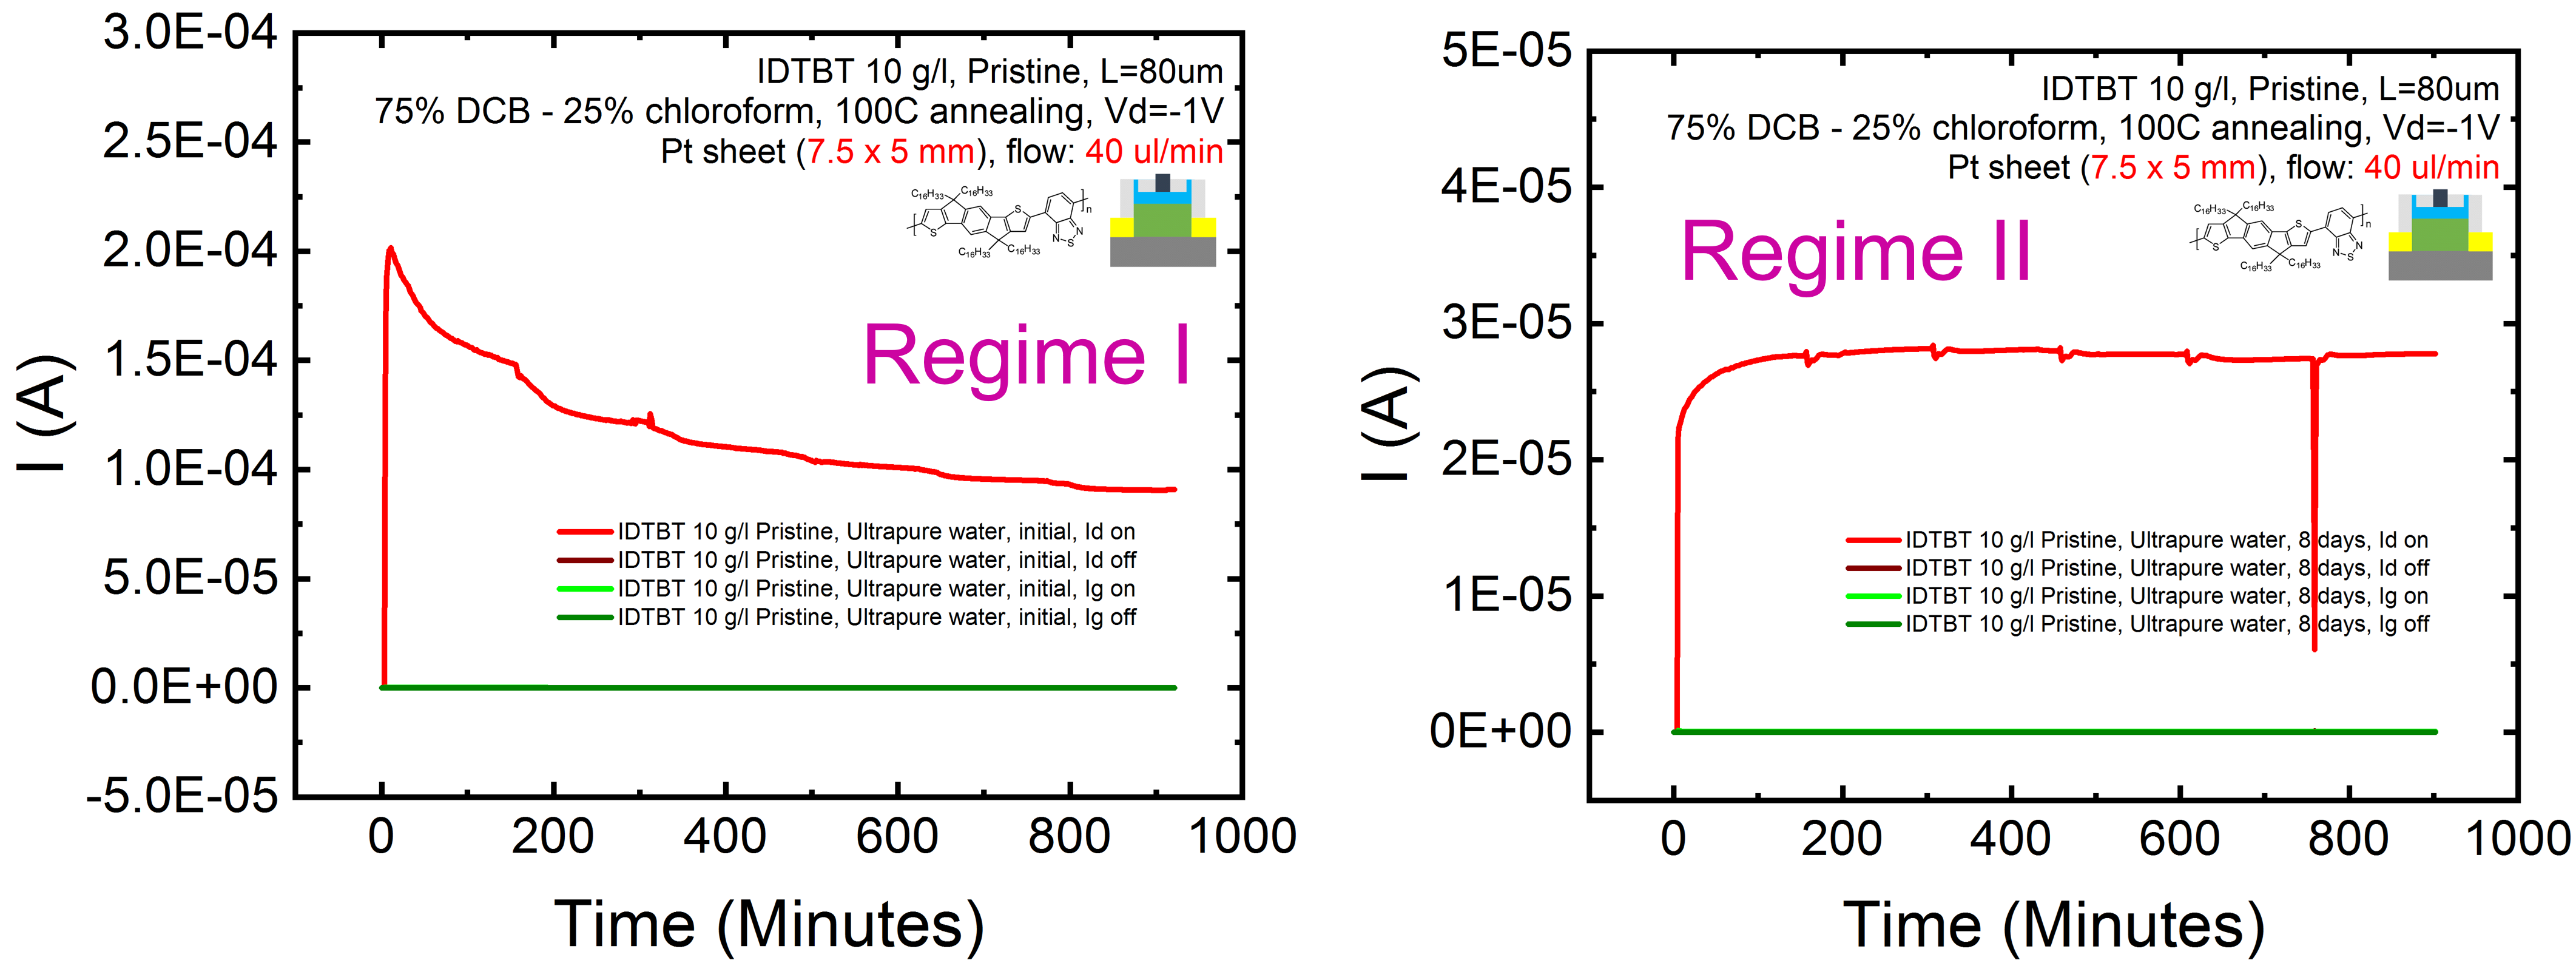 3.0E-04
2.5E-04
2.0E-04
1.5E-04
1.0E-04
5.0E-05
0.0E+00
-5.0E-05
I (A)
IDTBT 10 g/l, Pristine, L=80um
75% DCB - 25% chloroform, 100C annealing, Vd=-1V
Pt sheet (7.5 x 5 mm), flow: 40 ul/min
C16H33 C16H33
S
S
]n
[
N S N
C16H33 C16H33
Regime I
IDTBT 10 g/l Pristine, Ultrapure water, initial, Id on
IDTBT 10 g/l Pristine, Ultrapure water, initial, Id off
IDTBT 10 g/l Pristine, Ultrapure water, initial, Ig on
IDTBT 10 g/l Pristine, Ultrapure water, initial, Ig off
0 200 400 600 800 1000
Time (Minutes)
5E-05
4E-05
3E-05
2E-05
1E-05
0E+00
I (A)
IDTBT 10 g/l, Pristine, L=80um
75% DCB - 25% chloroform, 100C annealing, Vd=-1V
Pt sheet (7.5 x 5 mm), flow: 40 ul/min
C16H33 C16H33
S
S
]n
[
N S N
C16H33 C16H33
Regime II
IDTBT 10 g/l Pristine, Ultrapure water, 8 days, Id on
IDTBT 10 g/l Pristine, Ultrapure water, 8 days, Id off
IDTBT 10 g/l Pristine, Ultrapure water, 8 days, Ig on
IDTBT 10 g/l Pristine, Ultrapure water, 8 days, Ig off
0 200 400 600 800 1000
Time (Minutes)